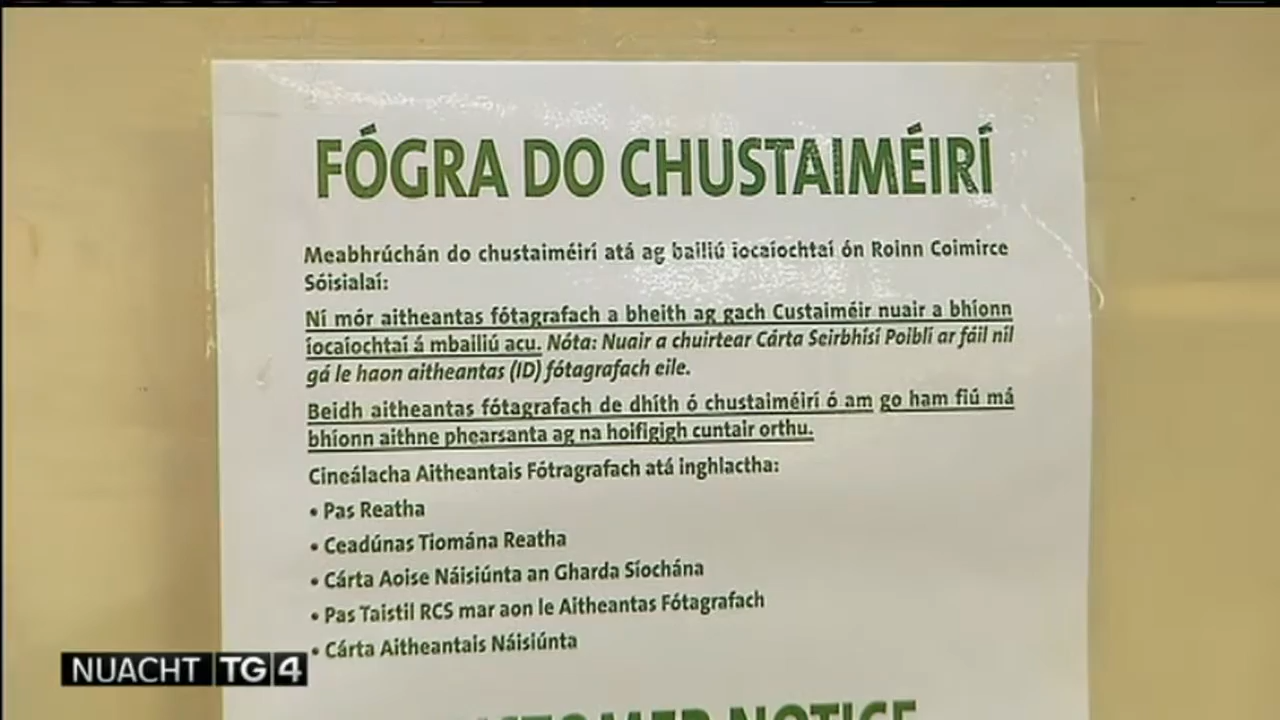 FÓGRA DO CHUSTAIMÉIRÍ
Meabhrúchán do chustaiméirí atá ag bailiú íocaíochtaí ón Roinn Coimirce
Sóisialaí:
Ní mór aitheantas fótagrafach a bheith ag gach Custaiméir nuair a bhíonn
íocaíochtaí á mbailiú acu. Nóta: Nuair a chuirtear Cárta Seirbhísí Poiblí ar fáil níl
gá le haon aitheantas (ID) fótagrafach eile.
Beidh aitheantas fótagrafach de dhíth ó chustaiméirí ó am go ham fiú má
bhíonn aithne phearsanta ag na hoifigigh cuntair orthu.
Cineálacha Aitheantais Fótragrafach atá inghlactha:
• Pas Reatha
• Ceadúnas Tiomána Reatha
• Cárta Aoise Náisiúnta an Gharda Síochána
• Pas Taistil RCS mar aon le Aitheantas Fótagrafach
• Cárta Aitheantais Náisiúnta
NUACHT TG4
NOTICE